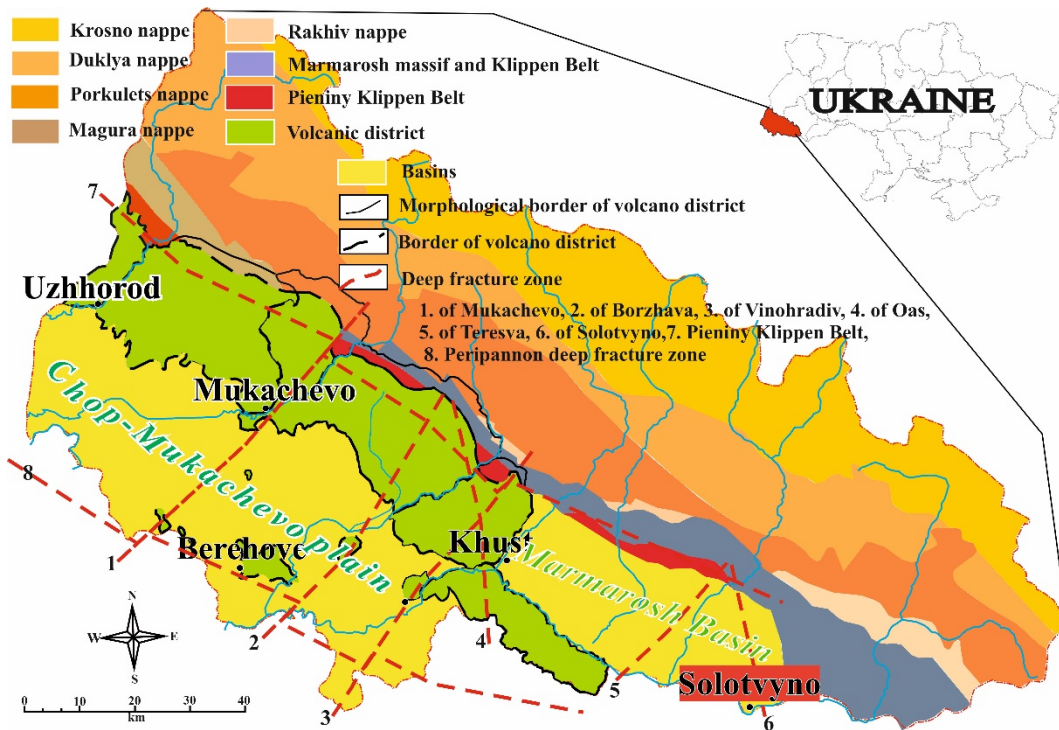 Krosno nappe
Duklya nappe
Porkulets nappe
Magura nappe
Rakhiv nappe
Marmarosh massif and Klippen Belt
Pieniny Klippen Belt
Volcanic district
Basins
Morphological border of volcano district
Border of volcano district
Deep fracture zone
1. of Mukachevo, 2. of Borzhava, 3. of Vinohradiv, 4. of Oas,
5. of Teresva, 6. of Solotvyno,7. Pieniny Klippen Belt,
8. Peripannon deep fracture zone
UKRAINE
7
Uzhhorod
Mukachevo
Chop-Mukachevo plain
8
Berehove
Khust
Marmarosh Basin
1
2
3
4
5
6
Solotvyno
N
W
E
S
0 10 20 30 40
km